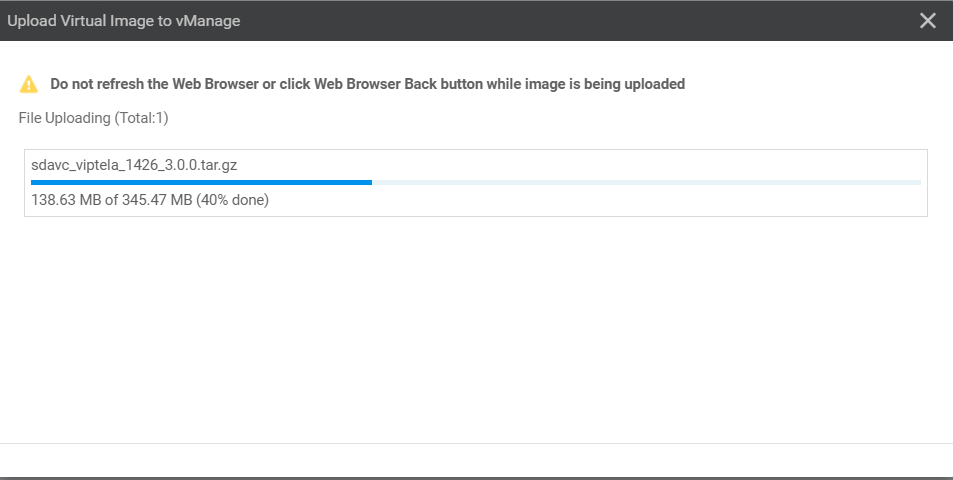 Upload Virtual Image to vManage
Do not refresh the Web Browser or click Web Browser Back button while image is being uploaded
File Uploading (Total:1)
sdavc_viptela_1426_3.0.0.tar.gz
138.63 MB of 345.47 MB (40% done)